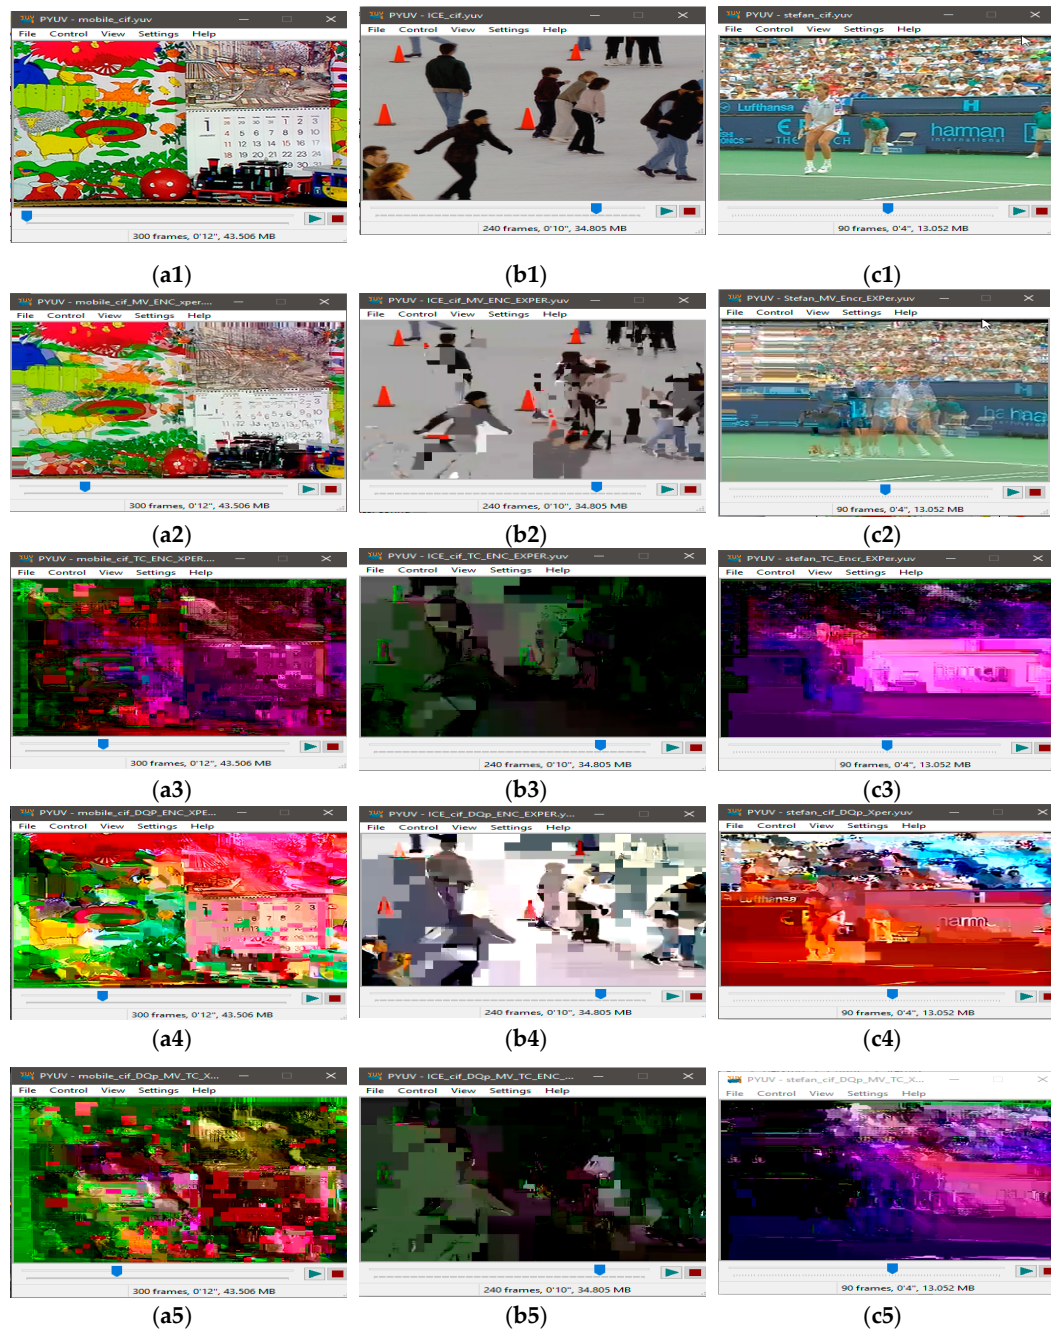 PYUV - mobile_cif.yuv
File Control View Settings Help
1
300 frames, 0'12", 43.506 MB
(a1)
PYUV - ICE_cif.yuv
File Control View Settings Help
240 frames, 0'10", 34.805 MB
(b1)
PYUV - stefan_cif.yuv
File Control View Settings Help
Lufthansa
H
harman
international
90 frames, 0'4", 13.052 MB
(c1)
PYUV - mobile_cif_MV_ENC_xper....
File Control View Settings Help
300 frames, 0'12", 43.506 MB
(a2)
PYUV - ICE_cif_MV_ENC_EXPER.yuv
File Control View Settings Help
240 frames, 0'10", 34.805 MB
(b2)
PYUV - Stefan_MV_Encr_EXPer.yuv
File Control View Settings Help
H
90 frames, 0'4", 13.052 MB
(c2)
PYUV - mobile_cif_TC_ENC_XPER....
File Control View Settings Help
300 frames, 0'12", 43.506 MB
(a3)
PYUV - ICE_cif_TC_ENC_EXPER.yuv
File Control View Settings Help
240 frames, 0'10", 34.805 MB
(b3)
PYUV - stefan_TC_Encr_EXPer.yuv
File Control View Settings Help
90 frames, 0'4", 13.052 MB
(c3)
PYUV - mobile_cif_DQP_ENC_XPE...
File Control View Settings Help
300 frames, 0'12", 43.506 MB
(a4)
PYUV - ICE_cif_DQp_ENC_EXPER.y...
File Control View Settings Help
240 frames, 0'10", 34.805 MB
(b4)
PYUV - stefan_cif_DQp_Xper.yuv
File Control View Settings Help
Lufthansa
harm
90 frames, 0'4", 13.052 MB
(c4)
PYUV - mobile_cif_DQp_MV_TC_X...
File Control View Settings Help
300 frames, 0'12", 43.506 MB
(a5)
PYUV - ICE_cif_DQp_MV_TC_ENC_...
File Control View Settings Help
240 frames, 0'10", 34.805 MB
(b5)
PYUV - stefan_cif_DQp_MV_TC_X...
File Control View Settings Help
90 frames, 0'4", 13.052 MB
(c5)